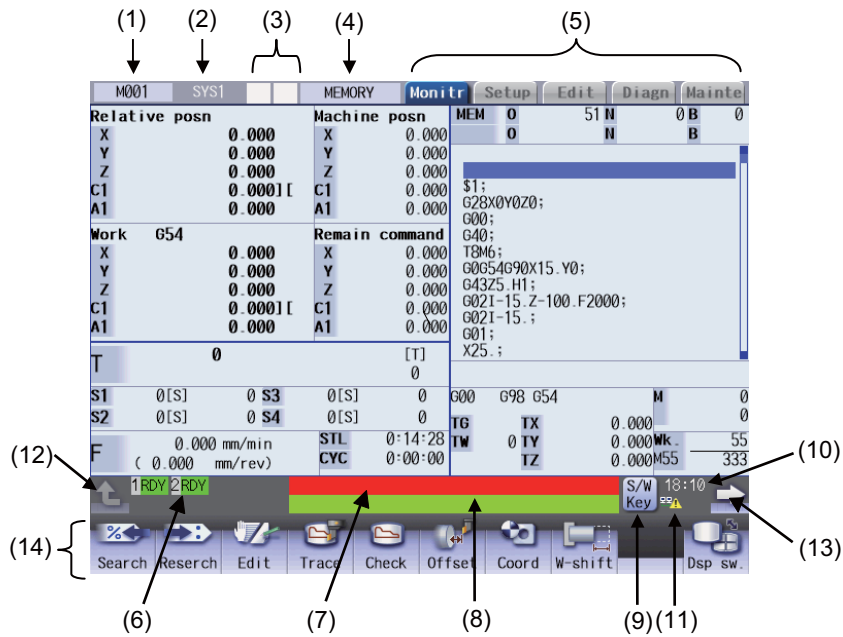 (1) (2) (3) (4) (5)
M001 SYS1 MEMORY Monitr Setup Edit Diagn Mainte
Relative posn Machine posn MEM O 51 N 0 B 0
O N B
X 0.000 X 0.000
Y 0.000 Y 0.000
Z 0.000 Z 0.000
C1 0.000][ C1 0.000
A1 0.000 A1 0.000
Work G54 Remain command
X 0.000 X 0.000
Y 0.000 Y 0.000
Z 0.000 Z 0.000
C1 0.000][ C1 0.000
A1 0.000 A1 0.000
$1;
G28X0Y0Z0;
G00;
G40;
T8M6;
G0G54G90X15.Y0;
G43Z5.H1;
G02I-15.Z-100.F2000;
G02I-15.;
G01;
X25.;
T 0 [T]
0
S1 0[S] 0 S3 0[S] 0
S2 0[S] 0 S4 0[S] 0
F 0.000 mm/min STL 0:14:28
( 0.000 mm/rev) CYC 0:00:00
G00 G98 G54 M 0
0
TG TX 0.000
TW 0 TY 0.000 Wk. 55
TZ 0.000 M55 333
(12) (10)
1 RDY 2 RDY S/W Key 18:10
(14) (13)
Search Reserch Edit Trace Check Offset Coord W-shift Dsp sw.
(6) (7) (8) (9) (11)